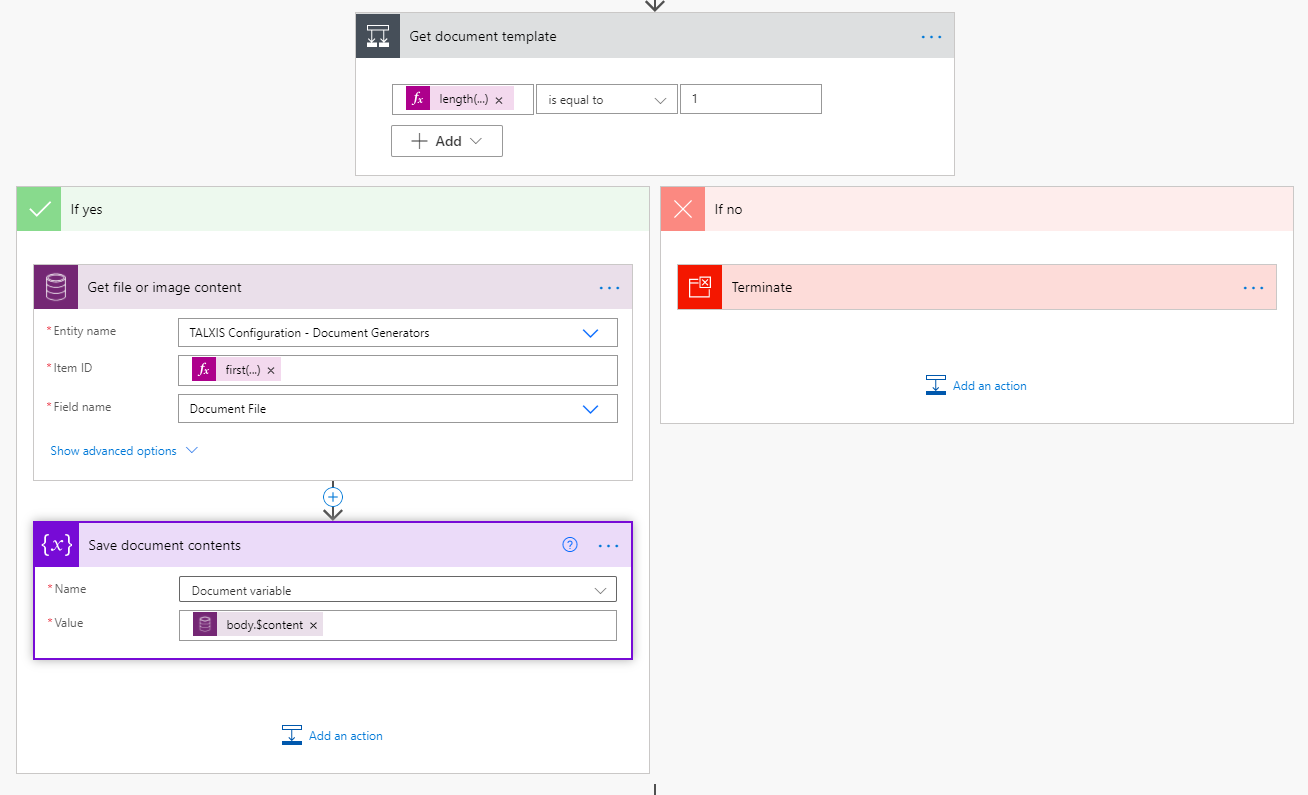 Get document template
fx length(...) × is equal to 1
+ Add
If yes
Get file or image content
*Entity name TALXIS Configuration - Document Generators
*Item ID fx first(...) ×
*Field name Document File
Show advanced options
{x} Save document contents ?
*Name Document variable
*Value body.$content ×
Add an action
If no
Terminate
Add an action